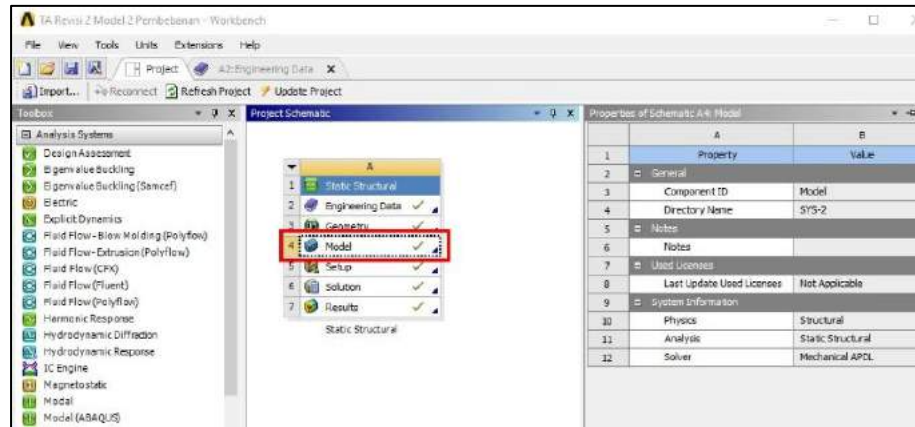 TA Revisi 2 Model 2 Pembebanan - Workbench
File View Tools Units Extensions Help
Project A2:Engineering Data
Import... Reconnect Refresh Project Update Project
Toolbox
Analysis Systems
Design Assessment
Eigenvalue Buckling
Eigenvalue Buckling (Samcef)
Electric
Explicit Dynamics
Fluid Flow-Blow Molding (Polyflow)
Fluid Flow-Extrusion (Polyflow)
Fluid Flow (CFX)
Fluid Flow (Fluent)
Fluid Flow (Polyflow)
Harmonic Response
Hydrodynamic Diffraction
Hydrodynamic Response
IC Engine
Magnetostatic
Modal
Modal (ABAQUS)
Project Schematic
A
1 Static Structural
2 Engineering Data
3 Geometry
4 Model
5 Setup
6 Solution
7 Results
Static Structural
Properties of Schematic A4: Model
A B
1 Property Value
2 General
3 Component ID Model
4 Directory Name SYS-2
5 Notes
6 Notes
7 Used Licenses
8 Last Update Used Licenses Not Applicable
9 System Information
10 Physics Structural
11 Analysis Static Structural
12 Solver Mechanical APDL